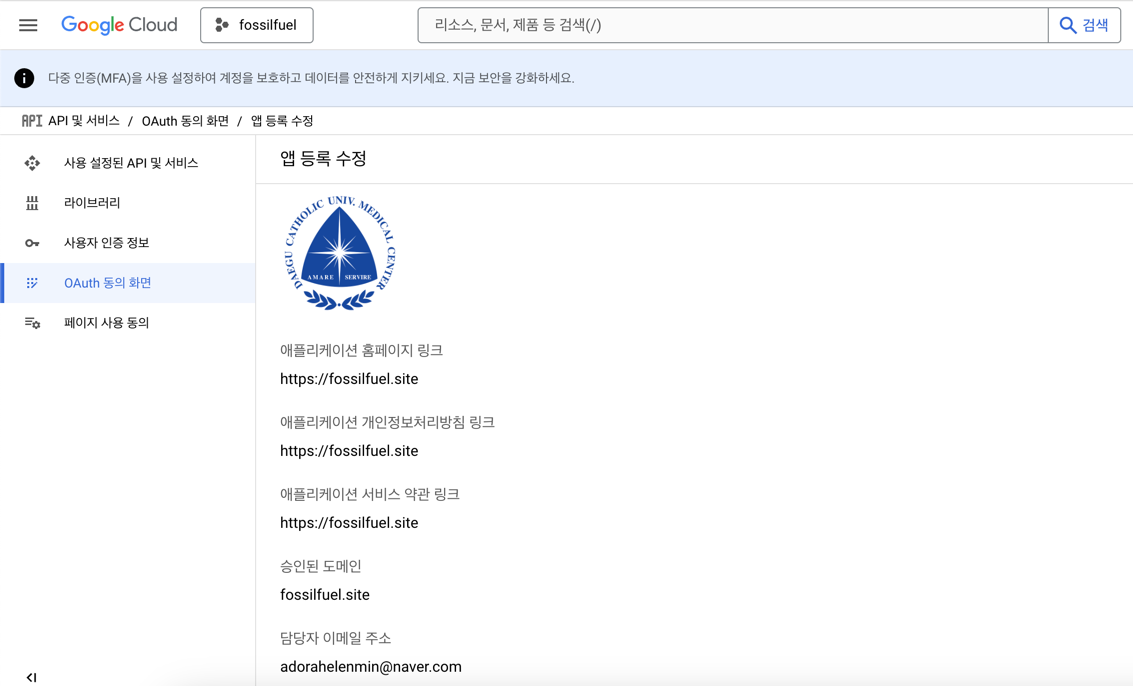 Google Cloud
fossilfuel
리소스, 문서, 제품 등 검색(/)
검색
다중 인증(MFA)을 사용 설정하여 계정을 보호하고 데이터를 안전하게 지키세요. 지금 보안을 강화하세요.
API API 및 서비스 / OAuth 동의 화면 / 앱 등록 수정
사용 설정된 API 및 서비스
라이브러리
사용자 인증 정보
OAuth 동의 화면
페이지 사용 동의
앱 등록 수정
DAEGU CATHOLIC UNIV. MEDICAL CENTER
AMARE SERVIRE
애플리케이션 홈페이지 링크
https://fossilfuel.site
애플리케이션 개인정보처리방침 링크
https://fossilfuel.site
애플리케이션 서비스 약관 링크
https://fossilfuel.site
승인된 도메인
fossilfuel.site
담당자 이메일 주소
adorahelenmin@naver.com